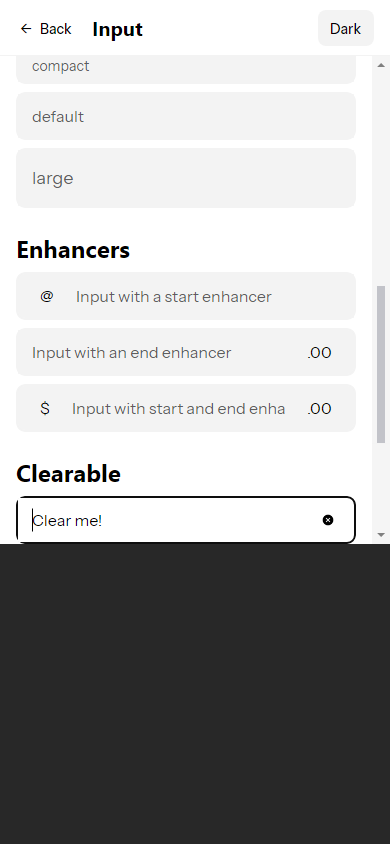 Back Input Dark
compact
default
large
Enhancers
@ Input with a start enhancer
Input with an end enhancer .00
$ Input with start and end enha .00
Clearable
Clear me!